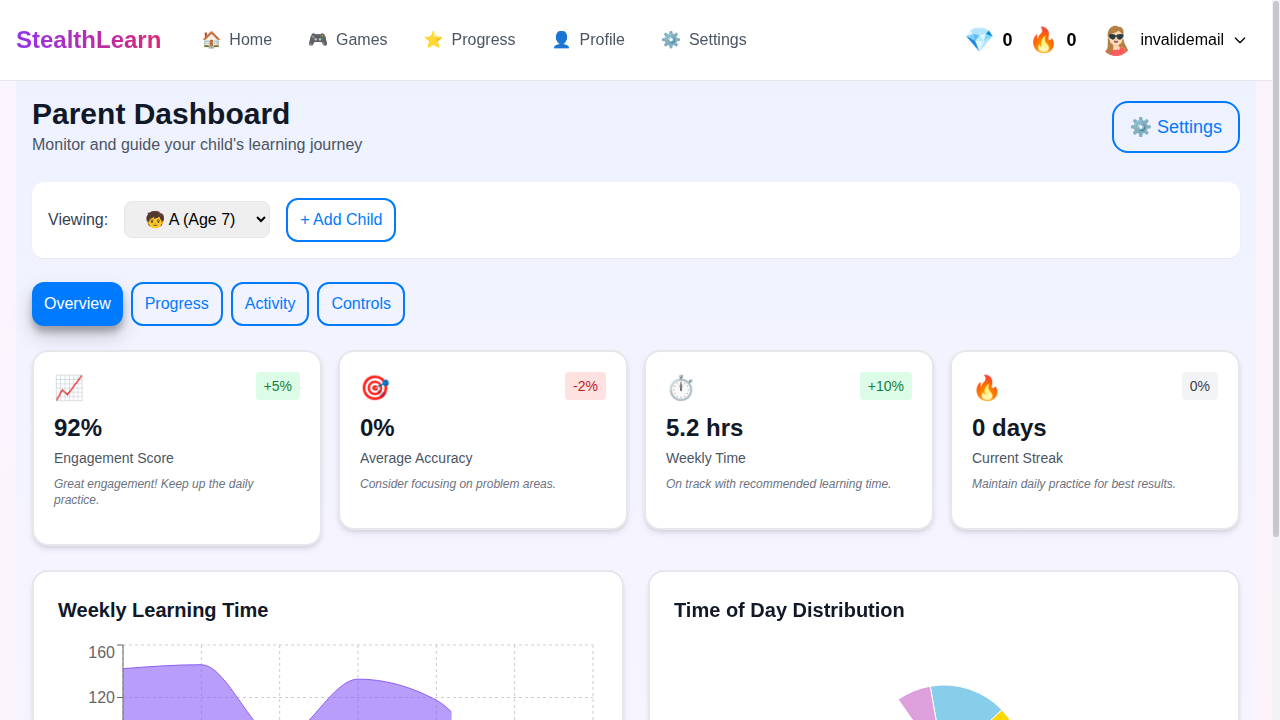 StealthLearn
Home
Games
Progress
Profile
Settings
0
0
invalidemail
Parent Dashboard
Monitor and guide your child's learning journey
Settings
Viewing:
A (Age 7)
+ Add Child
Overview
Progress
Activity
Controls
+5%
92%
Engagement Score
Great engagement! Keep up the daily
practice.
-2%
0%
Average Accuracy
Consider focusing on problem areas.
+10%
5.2 hrs
Weekly Time
On track with recommended learning time.
0%
0 days
Current Streak
Maintain daily practice for best results.
Weekly Learning Time
160
120
Time of Day Distribution